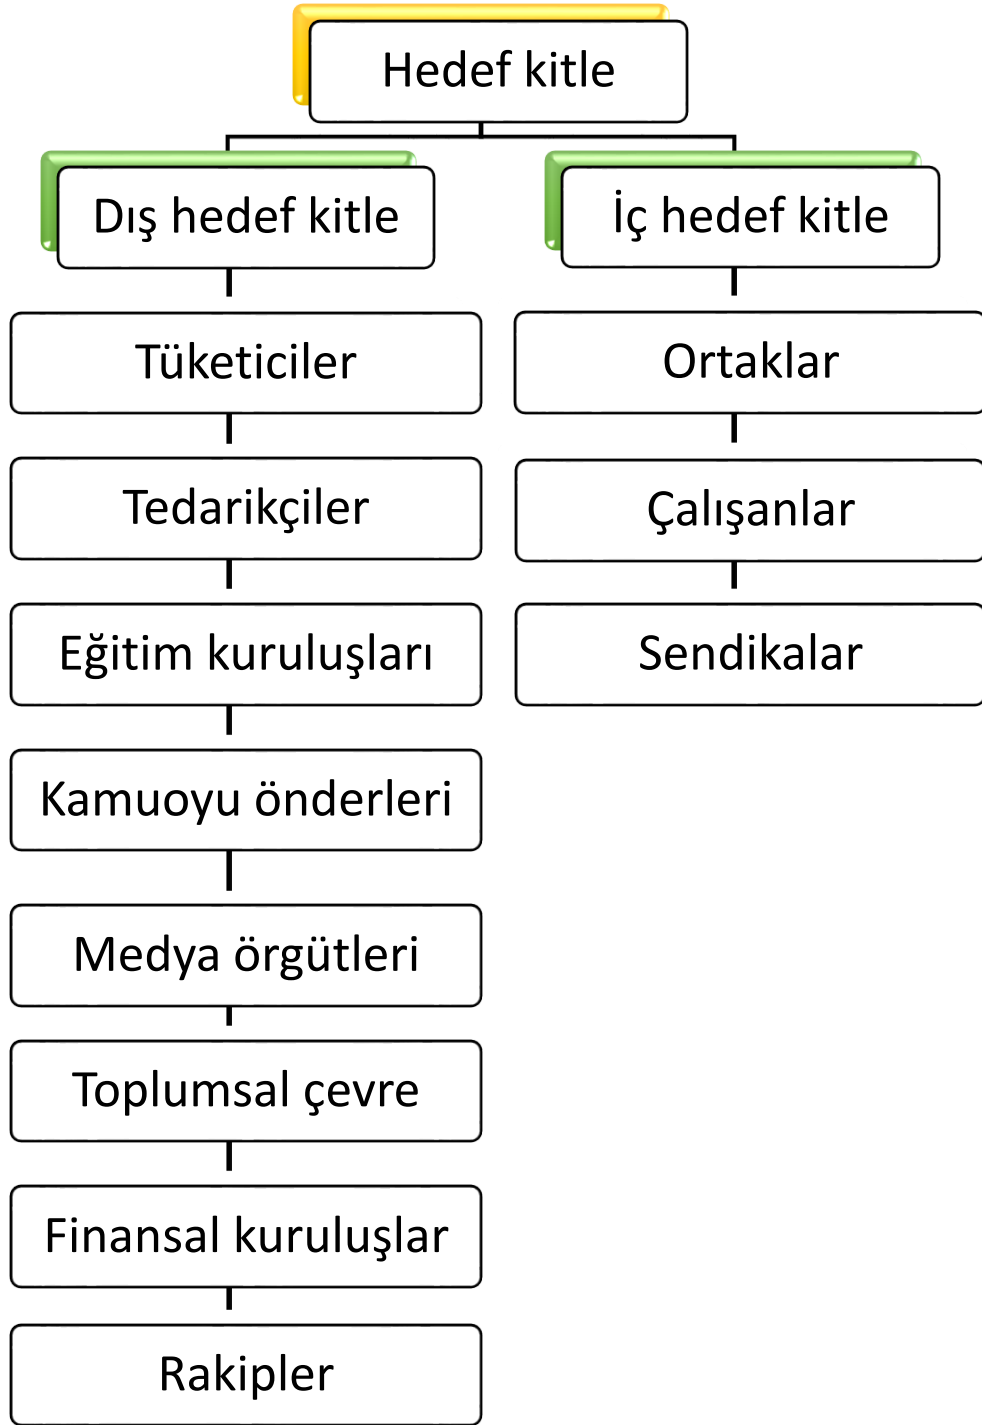 Hedef kitle
Dış hedef kitle
Tüketiciler
Tedarikçiler
Eğitim kuruluşları
Kamuoyu önderleri
Medya örgütleri
Toplumsal çevre
Finansal kuruluşlar
Rakipler
İç hedef kitle
Ortaklar
Çalışanlar
Sendikalar